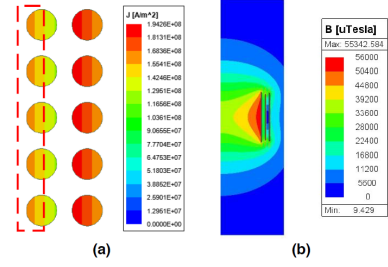 J [A/m^2]
1.9426E+08
1.8131E+08
1.6836E+08
1.5541E+08
1.4246E+08
1.2951E+08
1.1656E+08
1.0361E+08
9.0655E+07
7.7704E+07
6.4753E+07
5.1803E+07
3.8852E+07
2.5901E+07
1.2951E+07
0.0000E+00
(a)
B [uTesla]
Max: 55342.584
56000
50400
44800
39200
33600
28000
22400
16800
11200
5600
0
Min: 9.429
(b)